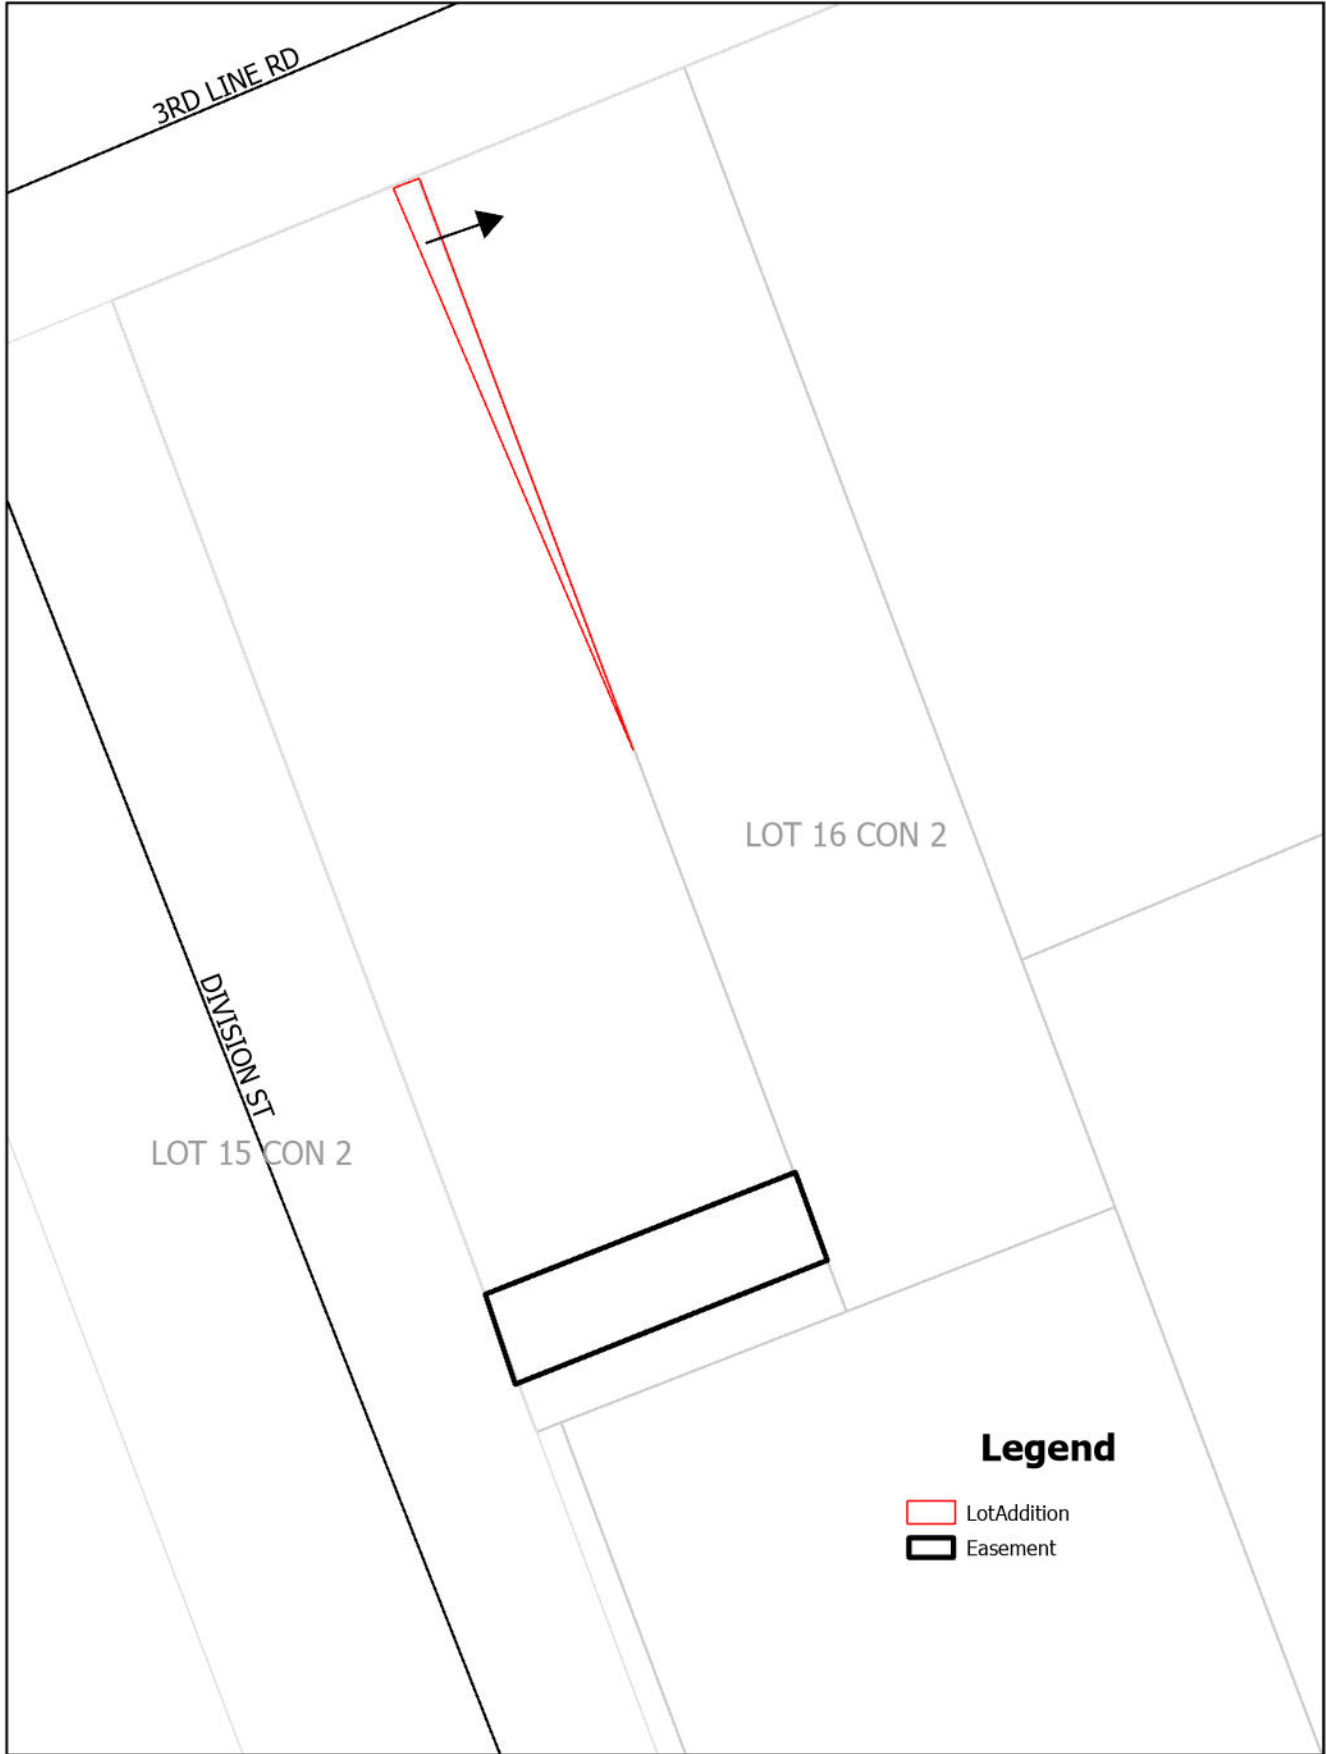 3RD LINE RD
LOT 16 CON 2
DIVISION ST
LOT 15 CON 2
Legend
LotAddition
Easement